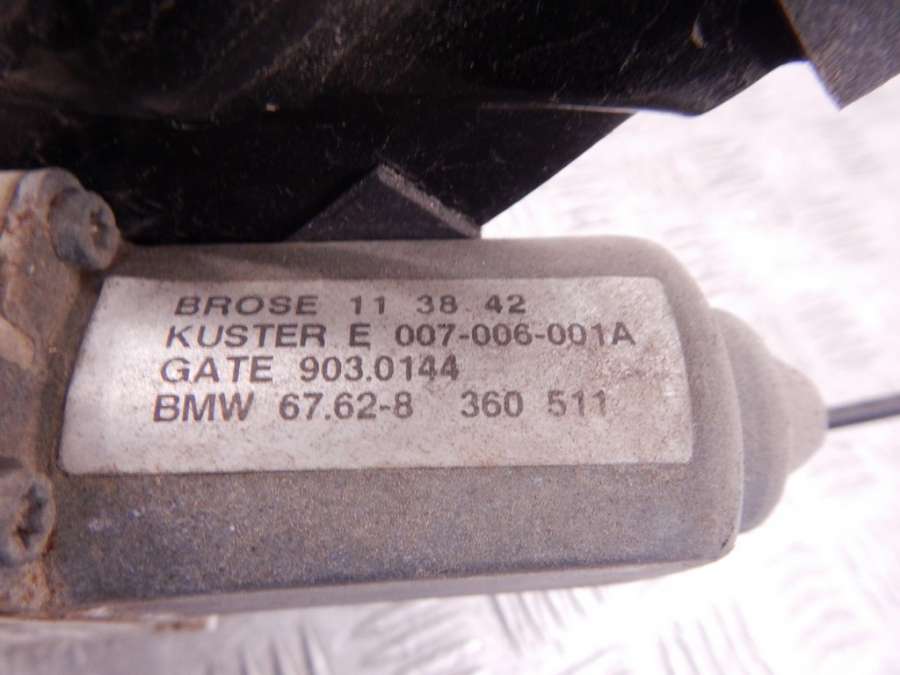 BROSE 11 38 42
KUSTER E 007-006-001A
GATE 903.0144
BMW 67.62-8 360 511